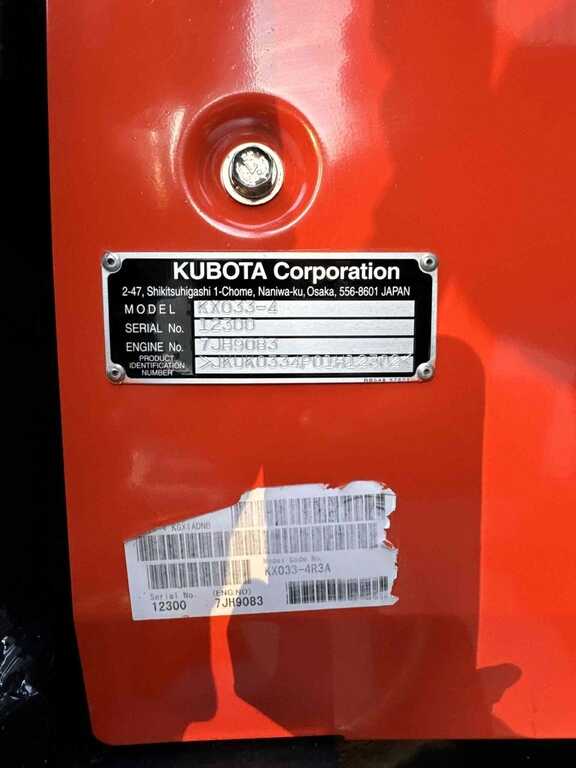 KUBOTA Corporation
2-47, Shikitsuhigashi 1-Chome, Naniwa-ku, Osaka, 556-8601 JAPAN
MODEL KX033-4
SERIAL No. 12300
ENGINE No. 7JH9083
PRODUCT IDENTIFICATION NUMBER
KGXIADNB
Model Code No.
KX033-4R3A
Serial No. (ENG.NO)
12300 7JH9083